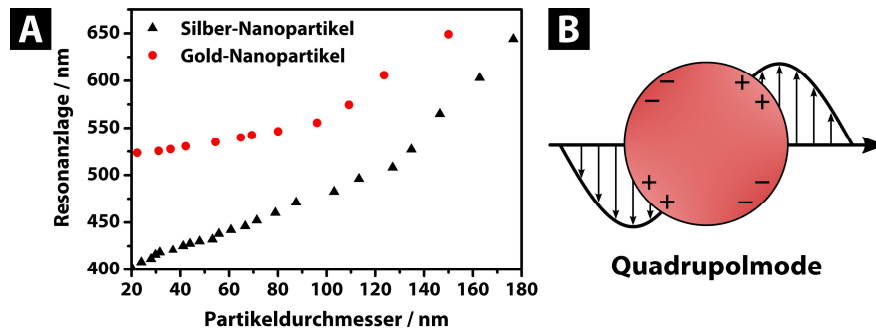 A
Silber-Nanopartikel
Gold-Nanopartikel
650
600
550
500
450
400
Resonanzlage / nm
20 40 60 80 100 120 140 160 180
Partikeldurchmesser / nm
B
− +
− +
+ −
+ −
Quadrupolmode